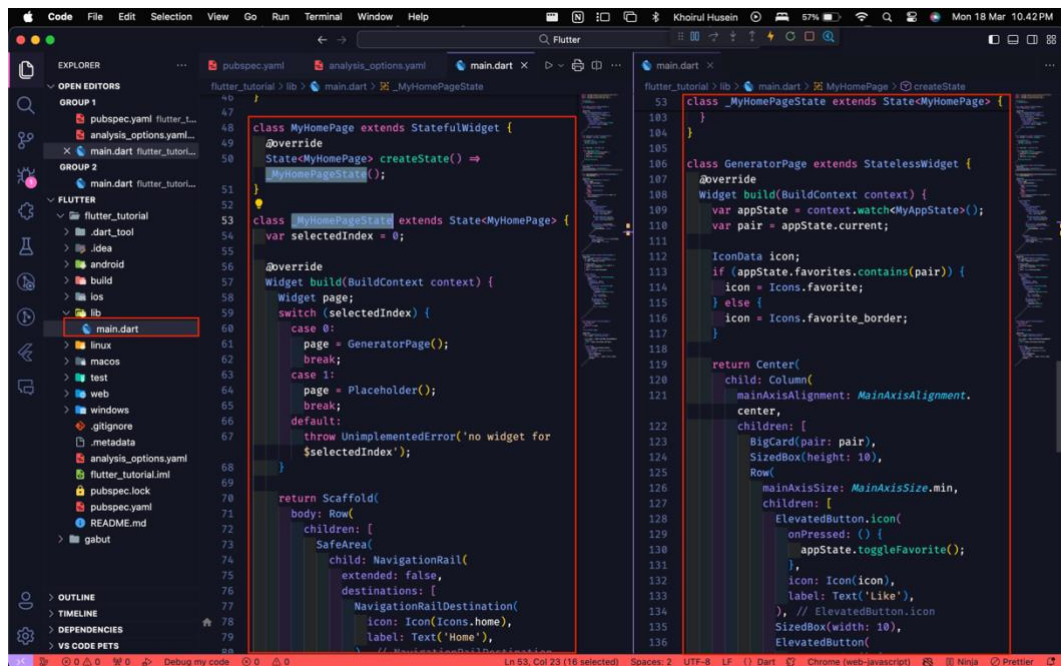 Code File Edit Selection View Go Run Terminal Window Help Khoirul Husein 57% Mon 18 Mar 10.42 PM
Flutter
EXPLORER
OPEN EDITORS
GROUP 1
pubspec.yaml flutter_t...
analysis_options.yaml...
main.dart flutter_tutori...
GROUP 2
main.dart flutter_tutori...
FLUTTER
flutter_tutorial
.dart_tool
.idea
android
build
ios
lib
main.dart
linux
macos
test
web
windows
.gitignore
.metadata
analysis_options.yaml
flutter_tutorial.iml
pubspec.lock
pubspec.yaml
README.md
gabut
OUTLINE
TIMELINE
DEPENDENCIES
VS CODE PETS
pubspec.yaml analysis_options.yaml main.dart
flutter_tutorial > lib > main.dart > _MyHomePageState
46 }
47
48 class MyHomePage extends StatefulWidget {
49 @override
50 State<MyHomePage> createState() ⇒
_MyHomePageState();
51 }
52
53 class _MyHomePageState extends State<MyHomePage> {
54 var selectedIndex = 0;
55
56 @override
57 Widget build(BuildContext context) {
58 Widget page;
59 switch (selectedIndex) {
60 case 0:
61 page = GeneratorPage();
62 break;
63 case 1:
64 page = Placeholder();
65 break;
66 default:
67 throw UnimplementedError('no widget for
$selectedIndex');
68 }
69
70 return Scaffold(
71 body: Row(
72 children: [
73 SafeArea(
74 child: NavigationRail(
75 extended: false,
76 destinations: [
77 NavigationRailDestination(
78 icon: Icon(Icons.home),
79 label: Text('Home'),
80 ), // NavigationRailDestination
main.dart
flutter_tutorial > lib > main.dart > MyHomePage > createState
53 class _MyHomePageState extends State<MyHomePage> {
103 }
104 }
105
106 class GeneratorPage extends StatelessWidget {
107 @override
108 Widget build(BuildContext context) {
109 var appState = context.watch<MyAppState>();
110 var pair = appState.current;
111
112 IconData icon;
113 if (appState.favorites.contains(pair)) {
114 icon = Icons.favorite;
115 } else {
116 icon = Icons.favorite_border;
117 }
118
119 return Center(
120 child: Column(
121 mainAxisAlignment: MainAxisAlignment.
center,
122 children: [
123 BigCard(pair: pair),
124 SizedBox(height: 10),
125 Row(
126 mainAxisSize: MainAxisSize.min,
127 children: [
128 ElevatedButton.icon(
129 onPressed: () {
130 appState.toggleFavorite();
131 },
132 icon: Icon(icon),
133 label: Text('Like'),
134 ), // ElevatedButton.icon
135 SizedBox(width: 10),
136 ElevatedButton(
0 0 0 0 Debug my code 0 0 Ln 53, Col 23 (16 selected) Spaces: 2 UTF-8 LF {} Dart Chrome (web-javascript) Ninja Prettier